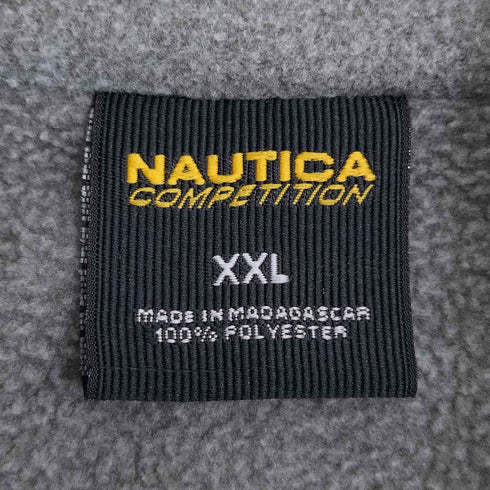 NAUTICA
COMPETITION
XXL
MADE IN MADAGASCAR
100% POLYESTER